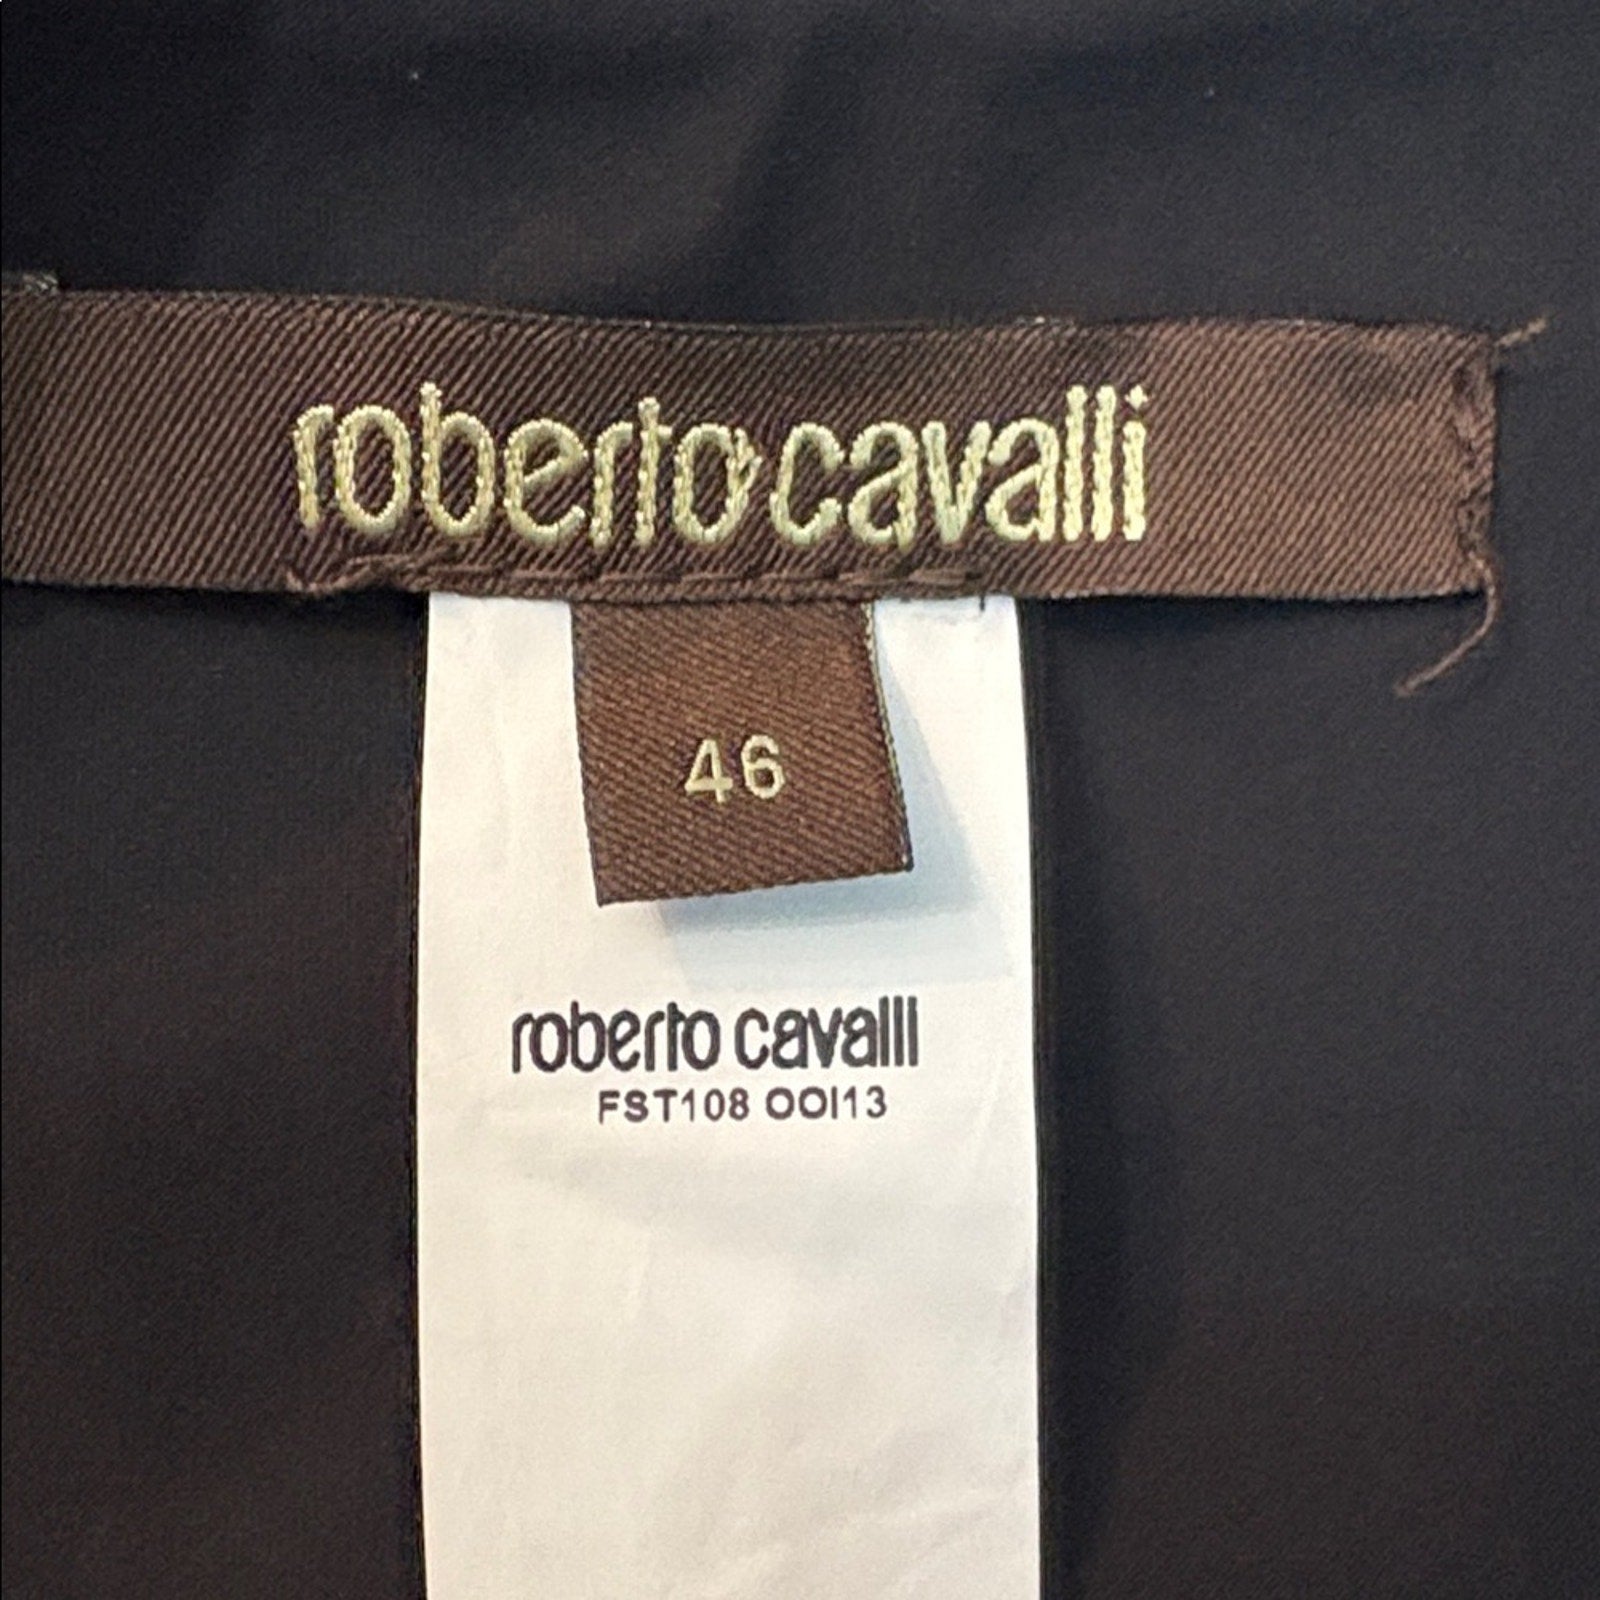 roberto cavalli
46
roberto cavalli
FST108 OOI13